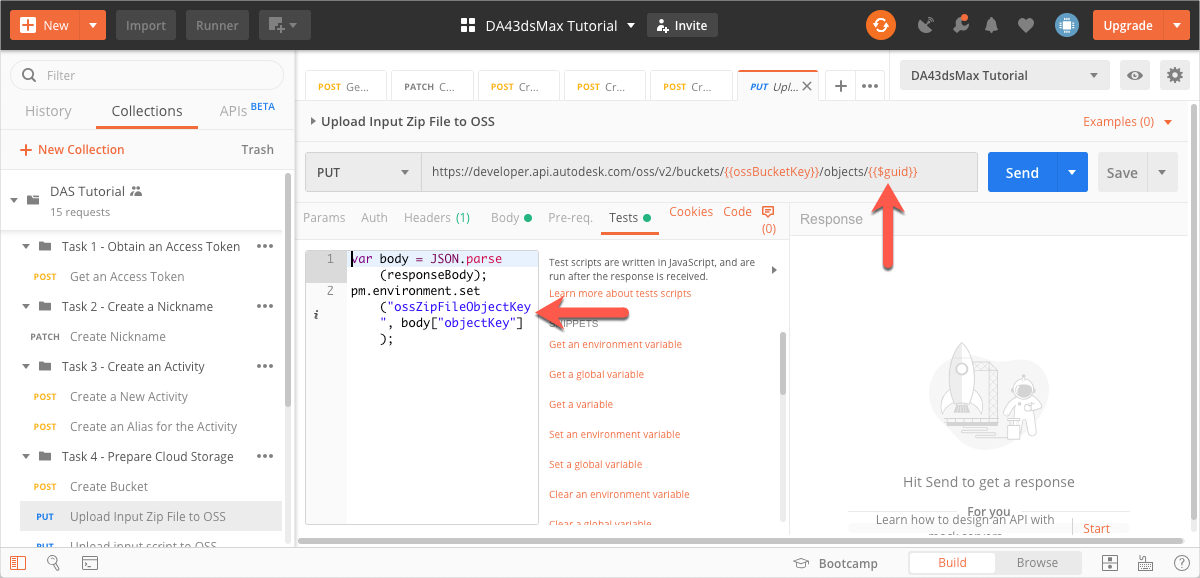 New
Import
Runner
DA43dsMax Tutorial
Invite
Upgrade
Filter
History
Collections
APIs BETA
New Collection
Trash
DAS Tutorial
15 requests
Task 1 - Obtain an Access Token
POST Get an Access Token
Task 2 - Create a Nickname
PATCH Create Nickname
Task 3 - Create an Activity
POST Create a New Activity
POST Create an Alias for the Activity
Task 4 - Prepare Cloud Storage
POST Create Bucket
PUT Upload Input Zip File to OSS
PUT Upload input script to OSS
POST Ge...
PATCH C...
POST Cr...
POST Cr...
POST Cr...
PUT Upl...
DA43dsMax Tutorial
Upload Input Zip File to OSS
Examples (0)
PUT
https://developer.api.autodesk.com/oss/v2/buckets/{{ossBucketKey}}/objects/{{$guid}}
Send
Save
Params
Auth
Headers (1)
Body
Pre-req.
Tests
Cookies
Code
(0)
Response
1 var body = JSON.parse
(responseBody);
2 pm.environment.set
("ossZipFileObjectKey
", body["objectKey"]
);
Test scripts are written in JavaScript, and are
run after the response is received.
Learn more about tests scripts
SNIPPETS
Get an environment variable
Get a global variable
Get a variable
Set an environment variable
Set a global variable
Clear an environment variable
Clear a global variable
Hit Send to get a response
For you
Learn how to design an API with
mock servers
Start
Bootcamp
Build
Browse